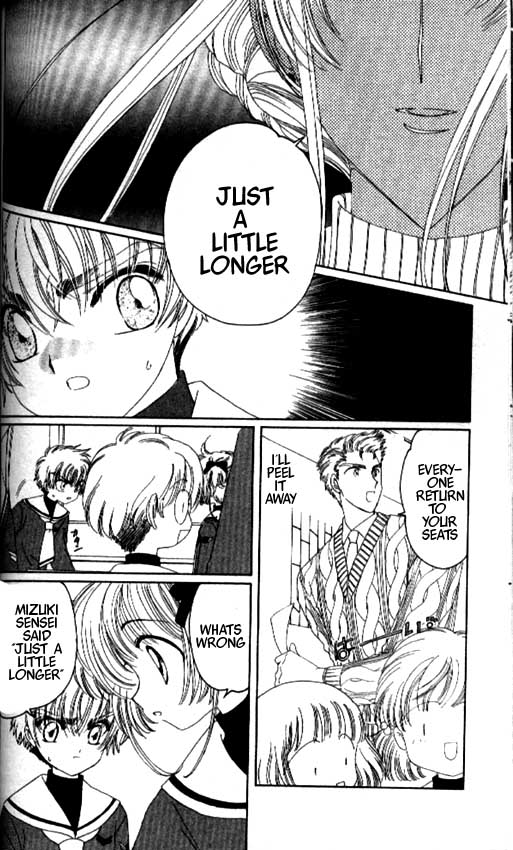 JUST
A
LITTLE
LONGER
EVERY-
ONE
RETURN
TO
YOUR
SEATS
I'LL
PEEL
IT
AWAY
WHATS
WRONG
MIZUKI
SENSEI
SAID
"JUST A
LITTLE
LONGER"